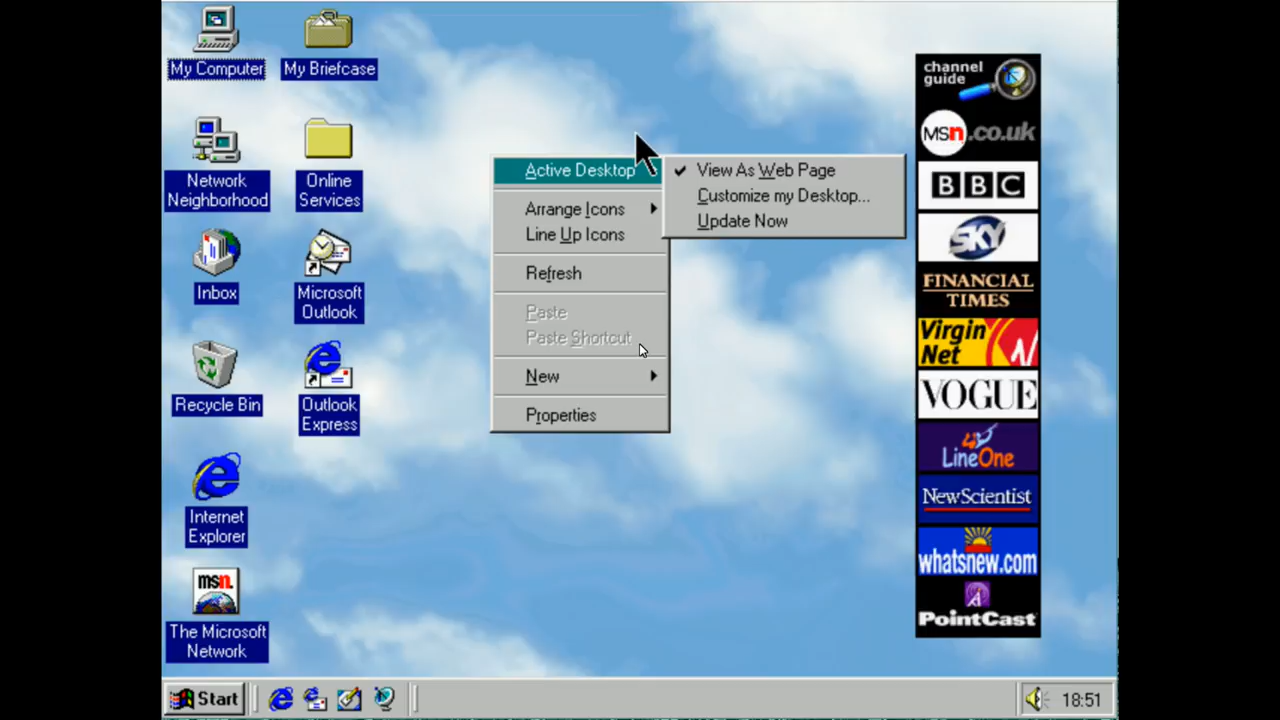 My Computer
My Briefcase
Network
Neighborhood
Online
Services
Inbox
Microsoft
Outlook
Recycle Bin
Outlook
Express
Internet
Explorer
msn.
The Microsoft
Network
Active Desktop
Arrange Icons
Line Up Icons
Refresh
Paste
Paste Shortcut
New
Properties
View As Web Page
Customize my Desktop...
Update Now
channel
guide
msn.co.uk
BBC
SKY
FINANCIAL
TIMES
Virgin
Net
VOGUE
LineOne
NewScientist
whatsnew.com
PointCast
Start
18:51